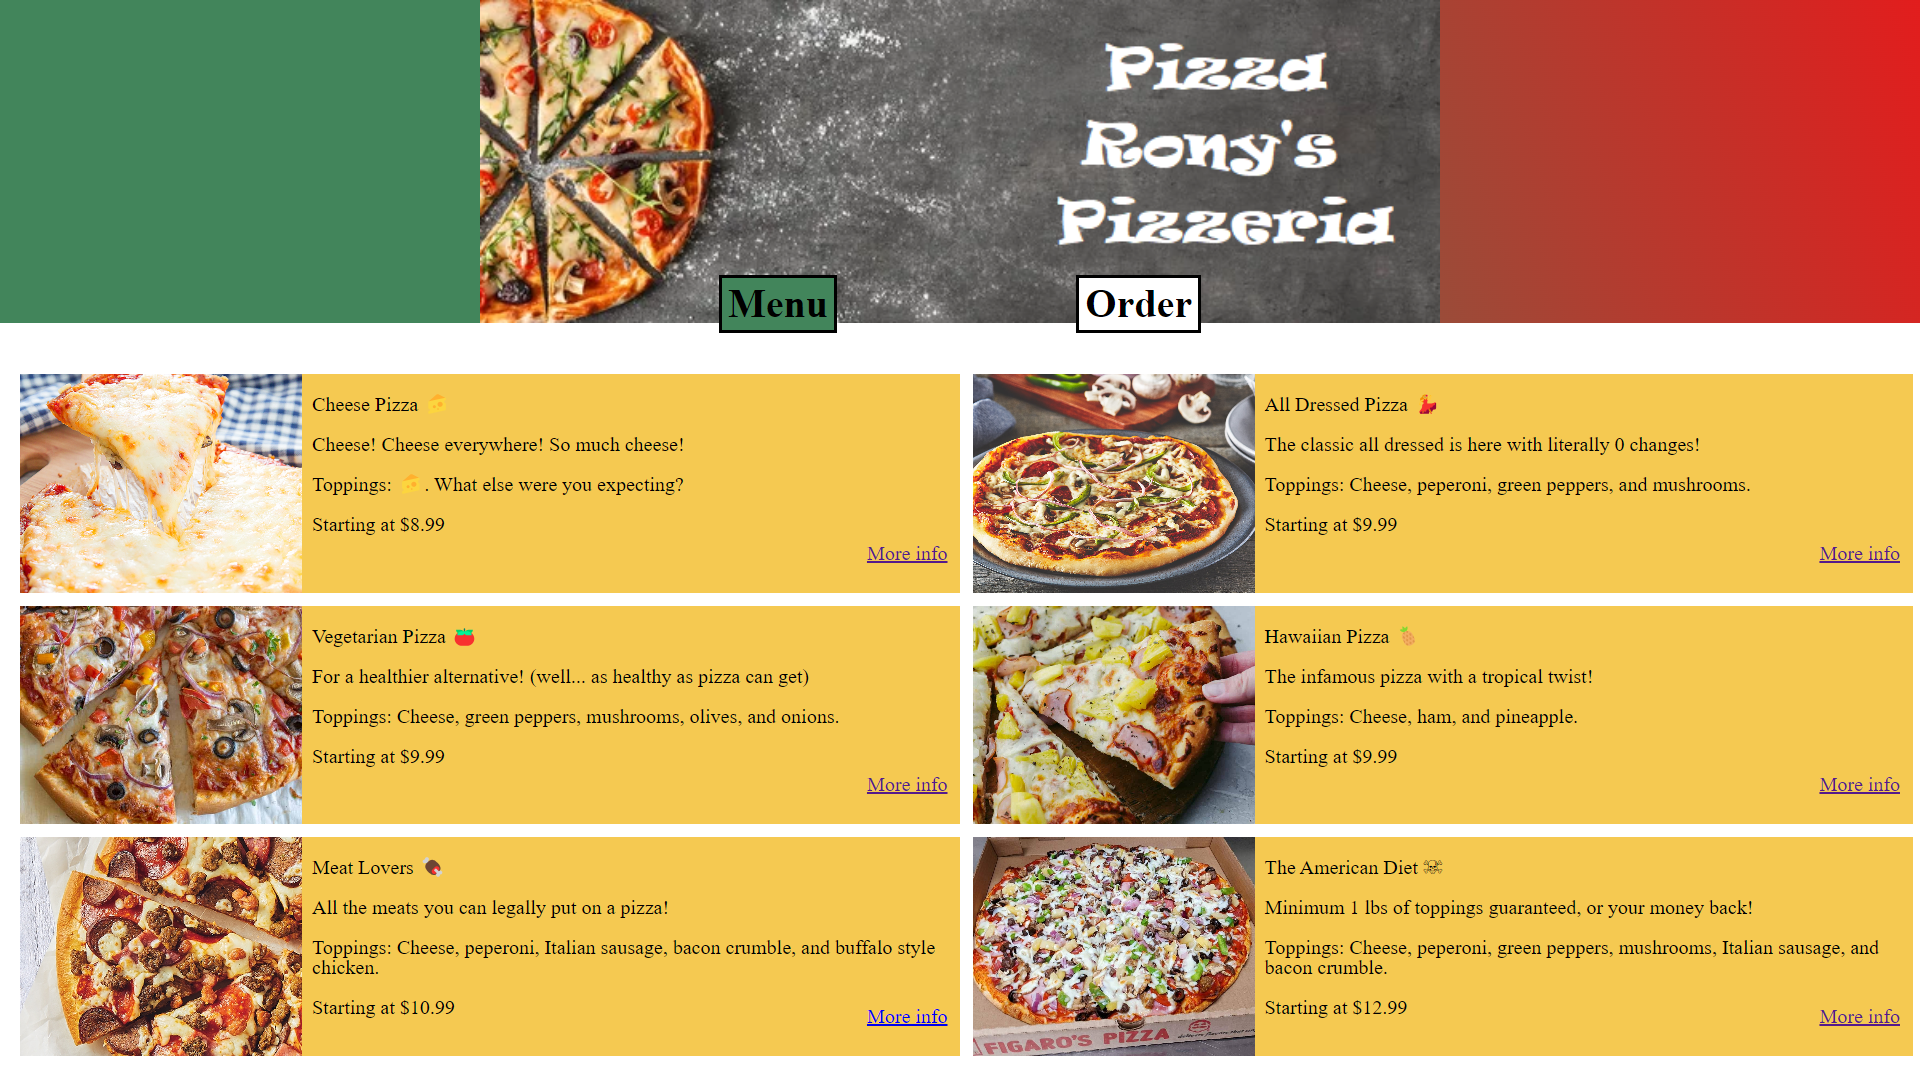 Pizza
Rony's
Pizzeria
Menu
Order
Cheese Pizza 🧀
Cheese! Cheese everywhere! So much cheese!
Toppings: 🧀. What else were you expecting?
Starting at $8.99
More info
All Dressed Pizza 💃
The classic all dressed is here with literally 0 changes!
Toppings: Cheese, peperoni, green peppers, and mushrooms.
Starting at $9.99
More info
Vegetarian Pizza 🍅
For a healthier alternative! (well... as healthy as pizza can get)
Toppings: Cheese, green peppers, mushrooms, olives, and onions.
Starting at $9.99
More info
Hawaiian Pizza 🍍
The infamous pizza with a tropical twist!
Toppings: Cheese, ham, and pineapple.
Starting at $9.99
More info
Meat Lovers 🍖
All the meats you can legally put on a pizza!
Toppings: Cheese, peperoni, Italian sausage, bacon crumble, and buffalo style
chicken.
Starting at $10.99
More info
The American Diet ☠
Minimum 1 lbs of toppings guaranteed, or your money back!
Toppings: Cheese, peperoni, green peppers, mushrooms, Italian sausage, and
bacon crumble.
Starting at $12.99
More info
FIGARO'S PIZZA